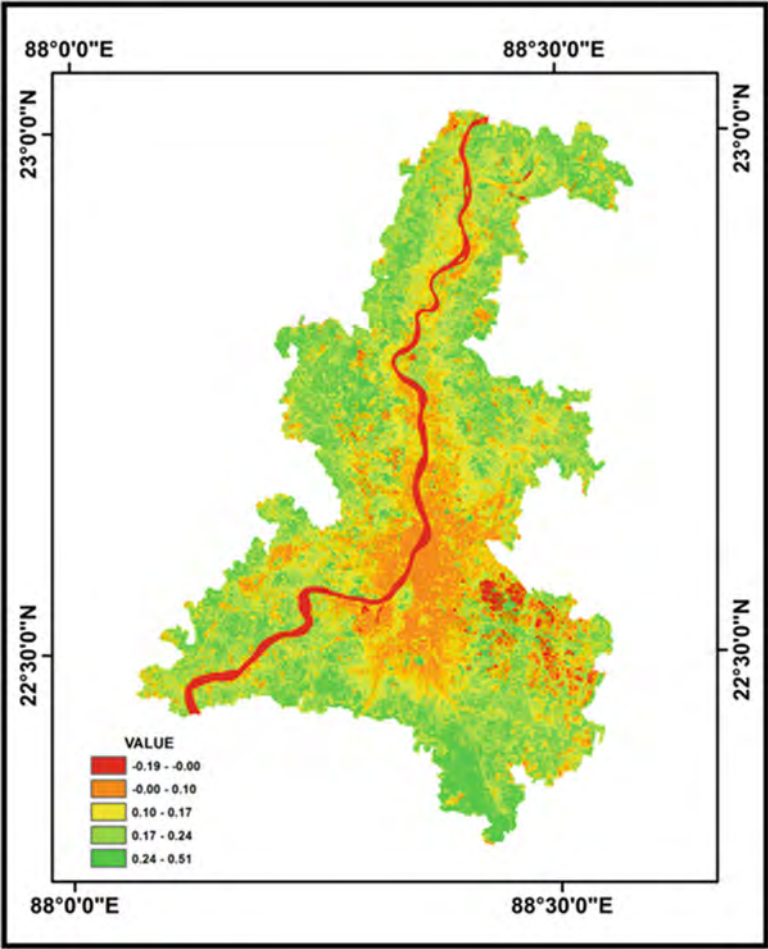 88°0'0"E 88°30'0"E
23°0'0"N 23°0'0"N
22°30'0"N 22°30'0"N
VALUE
-0.19 - -0.00
-0.00 - 0.10
0.10 - 0.17
0.17 - 0.24
0.24 - 0.51
88°0'0"E 88°30'0"E